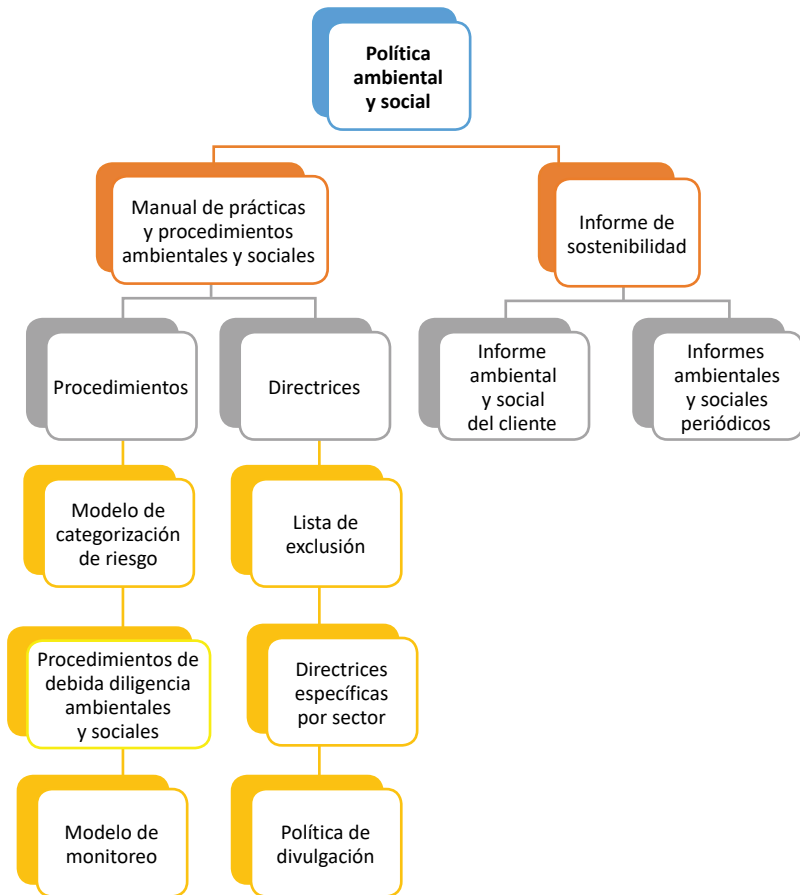 Política
ambiental
y social
Manual de prácticas
y procedimientos
ambientales y sociales
Informe de
sostenibilidad
Procedimientos
Directrices
Informe
ambiental
y social
del cliente
Informes
ambientales
y sociales
periódicos
Modelo de
categorización
de riesgo
Lista de
exclusión
Procedimientos de
debida diligencia
ambientales
y sociales
Directrices
específicas
por sector
Modelo de
monitoreo
Política de
divulgación